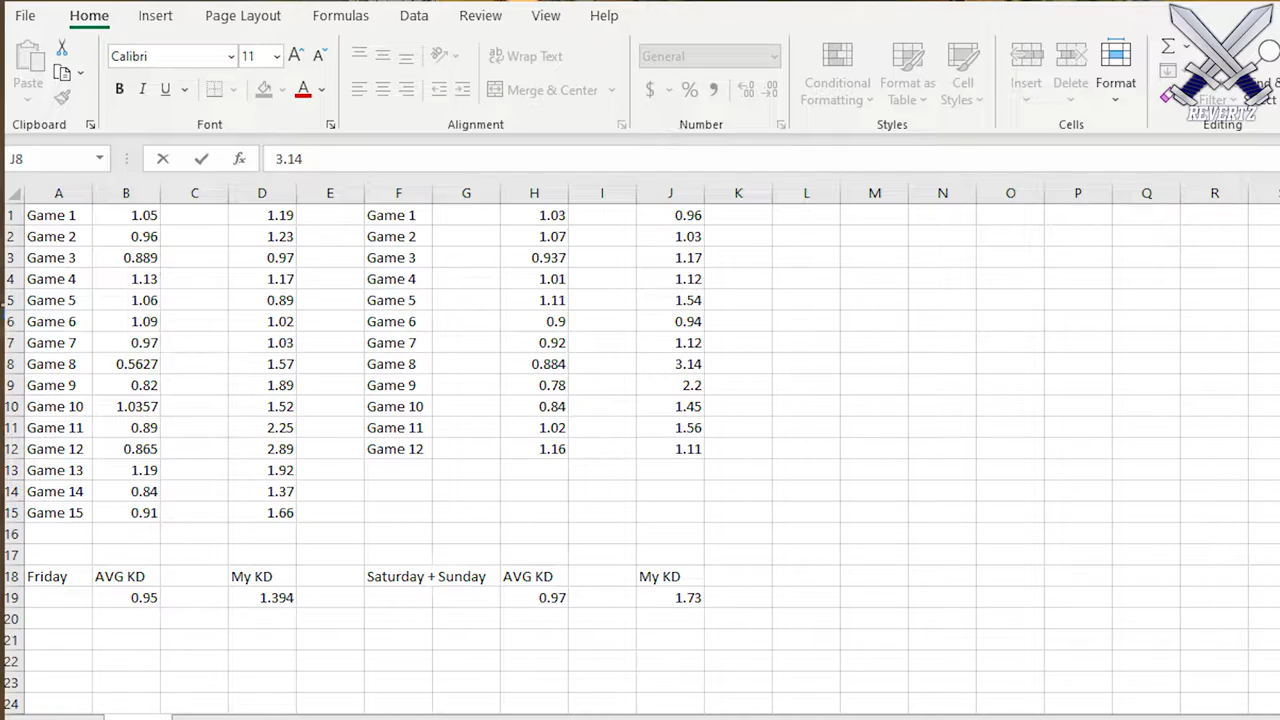 File Home Insert Page Layout Formulas Data Review View Help
Calibri 11 A A Wrap Text General Σ
Paste B I U A Merge & Center $ % 9 Conditional Formatting Format as Table Cell Styles Insert Delete Format Filter
Clipboard Font Alignment Number Styles Cells Editing
REVERTZ
J8 fx 3.14
A B C D E F G H I J K L M N O P Q R
1 Game 1 1.05 1.19 Game 1 1.03 0.96
2 Game 2 0.96 1.23 Game 2 1.07 1.03
3 Game 3 0.889 0.97 Game 3 0.937 1.17
4 Game 4 1.13 1.17 Game 4 1.01 1.12
5 Game 5 1.06 0.89 Game 5 1.11 1.54
6 Game 6 1.09 1.02 Game 6 0.9 0.94
7 Game 7 0.97 1.03 Game 7 0.92 1.12
8 Game 8 0.5627 1.57 Game 8 0.884 3.14
9 Game 9 0.82 1.89 Game 9 0.78 2.2
10 Game 10 1.0357 1.52 Game 10 0.84 1.45
11 Game 11 0.89 2.25 Game 11 1.02 1.56
12 Game 12 0.865 2.89 Game 12 1.16 1.11
13 Game 13 1.19 1.92
14 Game 14 0.84 1.37
15 Game 15 0.91 1.66
16
17
18 Friday AVG KD My KD Saturday + Sunday AVG KD My KD
19 0.95 1.394 0.97 1.73
20
21
22
23
24